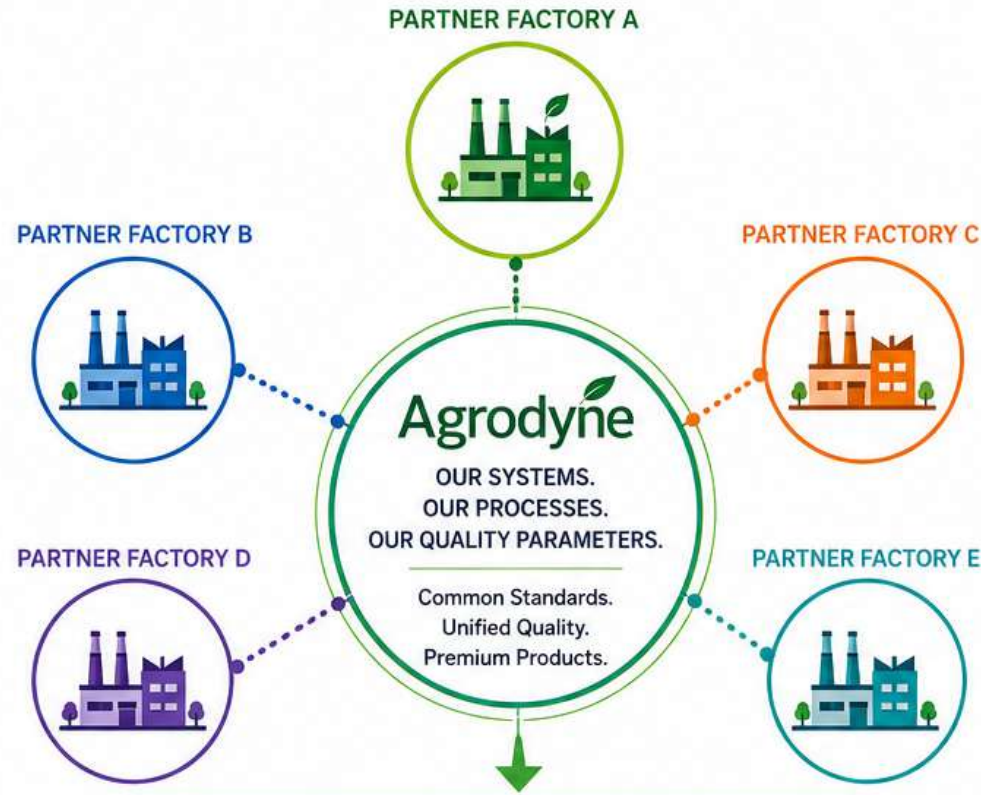 PARTNER FACTORY A
PARTNER FACTORY B
PARTNER FACTORY C
Agrodyne
OUR SYSTEMS.
OUR PROCESSES.
OUR QUALITY PARAMETERS.
Common Standards.
Unified Quality.
Premium Products.
PARTNER FACTORY D
PARTNER FACTORY E